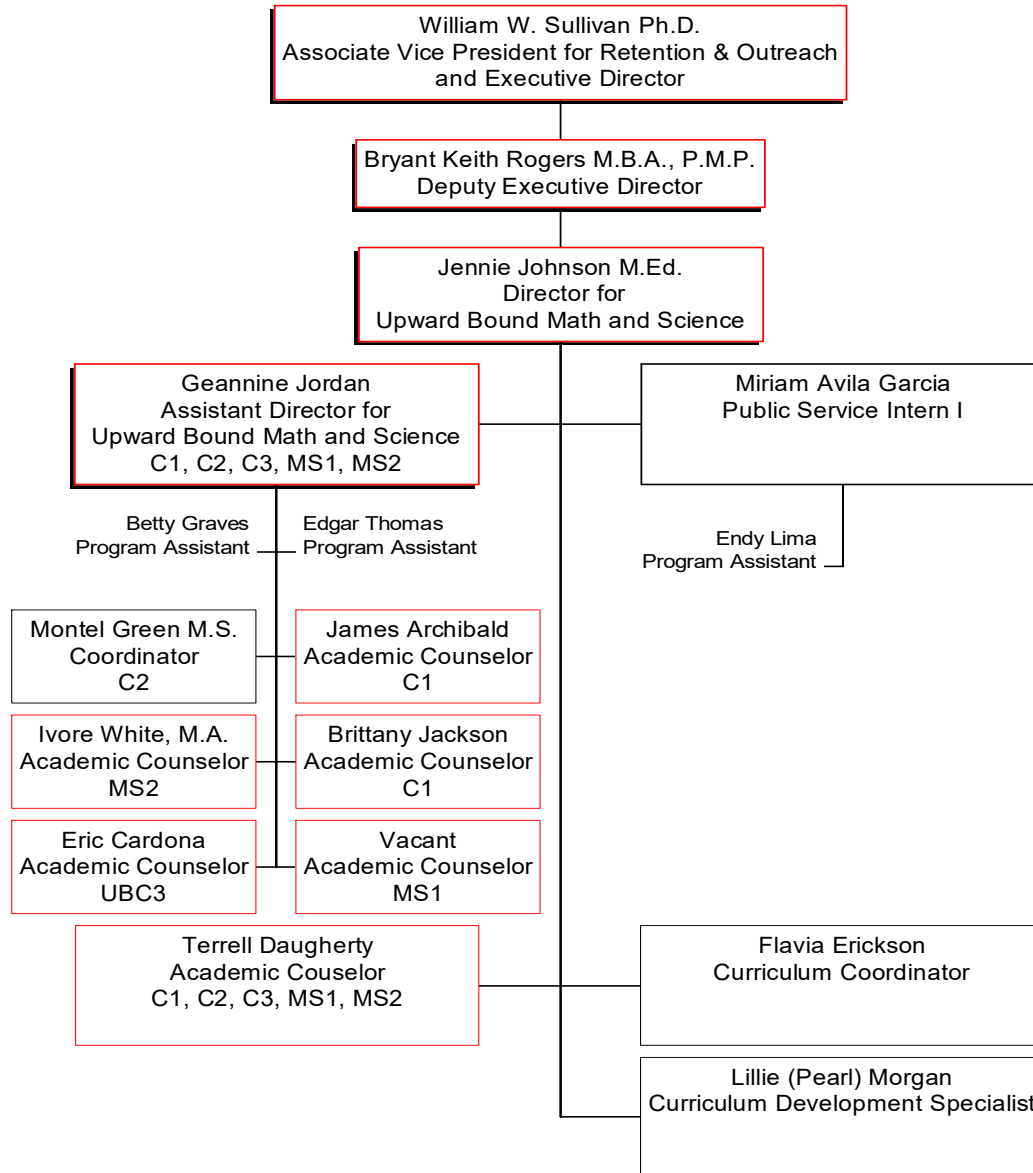 William W. Sullivan Ph.D.
Associate Vice President for Retention & Outreach
and Executive Director
Bryant Keith Rogers M.B.A., P.M.P.
Deputy Executive Director
Jennie Johnson M.Ed.
Director for
Upward Bound Math and Science
Geannine Jordan
Assistant Director for
Upward Bound Math and Science
C1, C2, C3, MS1, MS2
Miriam Avila Garcia
Public Service Intern I
Betty Graves
Program Assistant
Edgar Thomas
Program Assistant
Endy Lima
Program Assistant
Montel Green M.S.
Coordinator
C2
James Archibald
Academic Counselor
C1
Ivore White, M.A.
Academic Counselor
MS2
Brittany Jackson
Academic Counselor
C1
Eric Cardona
Academic Counselor
UBC3
Vacant
Academic Counselor
MS1
Terrell Daugherty
Academic Couselor
C1, C2, C3, MS1, MS2
Flavia Erickson
Curriculum Coordinator
Lillie (Pearl) Morgan
Curriculum Development Specialist